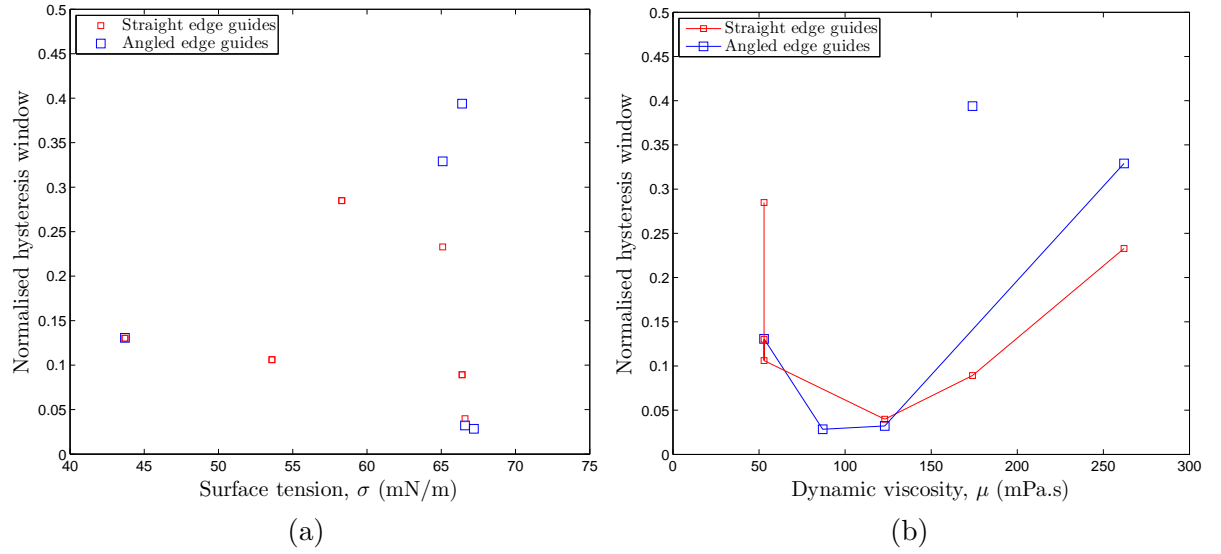 0.5
0.45
0.4
0.35
0.3
0.25
0.2
0.15
0.1
0.05
0
40 45 50 55 60 65 70 75
Normalised hysteresis window
Surface tension, σ (mN/m)
Straight edge guides
Angled edge guides
(a)
0.5
0.45
0.4
0.35
0.3
0.25
0.2
0.15
0.1
0.05
0
0 50 100 150 200 250 300
Normalised hysteresis window
Dynamic viscosity, μ (mPa.s)
Straight edge guides
Angled edge guides
(b)